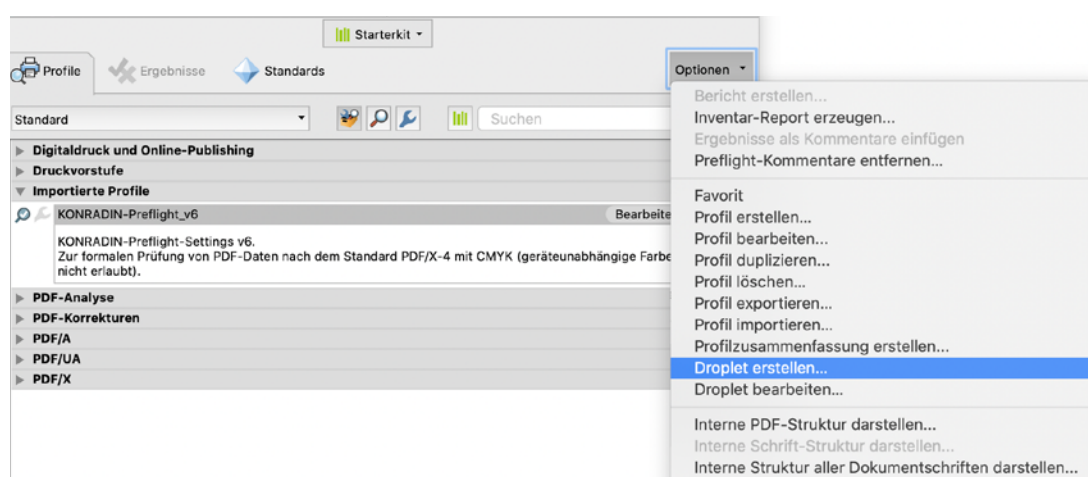 Starterkit
Profile
Ergebnisse
Standards
Optionen
Standard
Suchen
Digitaldruck und Online-Publishing
Druckvorstufe
Importierte Profile
KONRADIN-Preflight_v6
Bearbeite
KONRADIN-Preflight-Settings v6.
Zur formalen Prüfung von PDF-Daten nach dem Standard PDF/X-4 mit CMYK (geräteunabhängige Farbe
nicht erlaubt).
PDF-Analyse
PDF-Korrekturen
PDF/A
PDF/UA
PDF/X
Bericht erstellen...
Inventar-Report erzeugen...
Ergebnisse als Kommentare einfügen
Preflight-Kommentare entfernen...
Favorit
Profil erstellen...
Profil bearbeiten...
Profil duplizieren...
Profil löschen...
Profil exportieren...
Profil importieren...
Profilzusammenfassung erstellen...
Droplet erstellen...
Droplet bearbeiten...
Interne PDF-Struktur darstellen...
Interne Schrift-Struktur darstellen...
Interne Struktur aller Dokumentschriften darstellen...